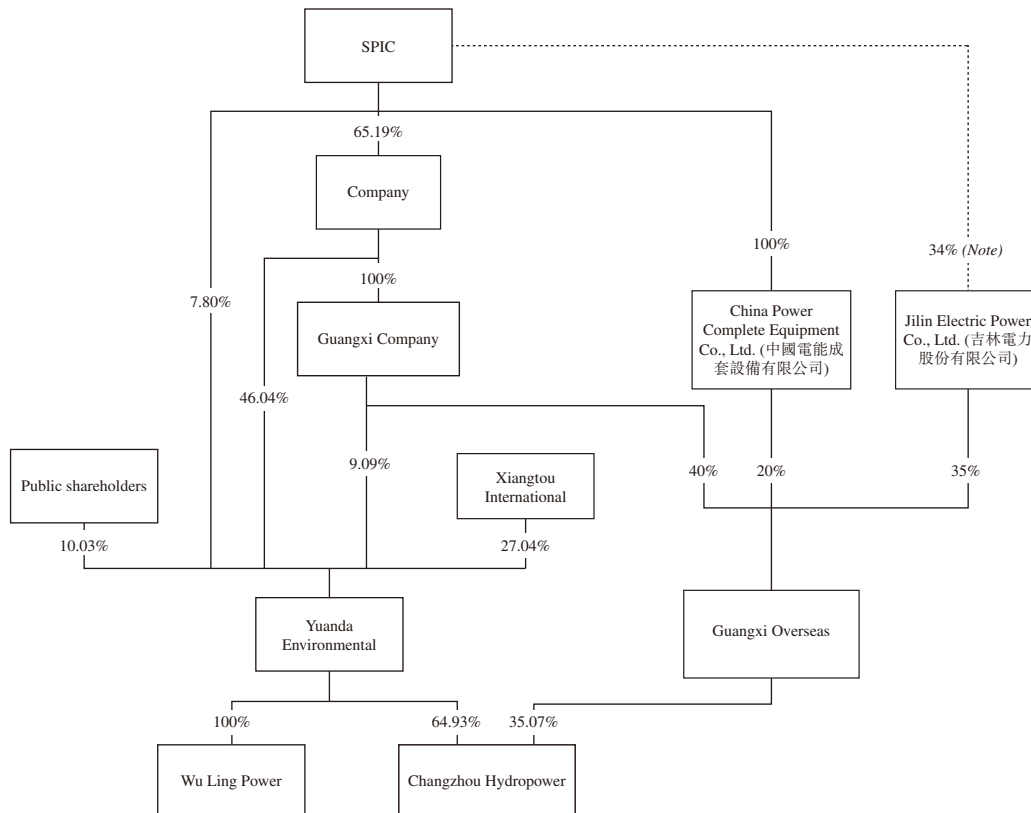 SPIC
65.19%
Company
100%
34% (Note)
7.80%
100%
Guangxi Company
China Power
Complete Equipment
Co., Ltd. (中國電能成
套設備有限公司)
Jilin Electric Power
Co., Ltd. (吉林電力
股份有限公司)
46.04%
9.09%
40%
20%
35%
Public shareholders
Xiangtou
International
10.03%
27.04%
Yuanda
Environmental
Guangxi Overseas
100%
64.93%
35.07%
Wu Ling Power
Changzhou Hydropower